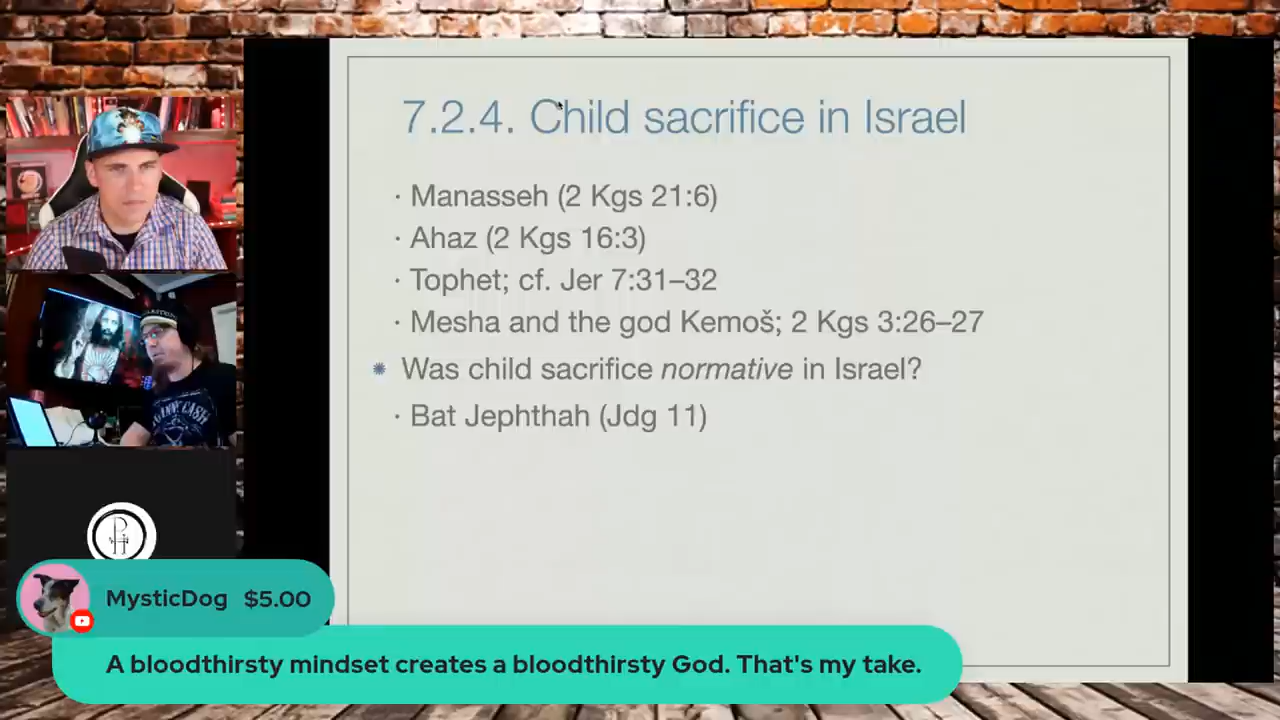 7.2.4. Child sacrifice in Israel
· Manasseh (2 Kgs 21:6)
· Ahaz (2 Kgs 16:3)
· Tophet; cf. Jer 7:31–32
· Mesha and the god Kemoš; 2 Kgs 3:26–27
✺ Was child sacrifice normative in Israel?
· Bat Jephthah (Jdg 11)
MysticDog $5.00
A bloodthirsty mindset creates a bloodthirsty God. That's my take.